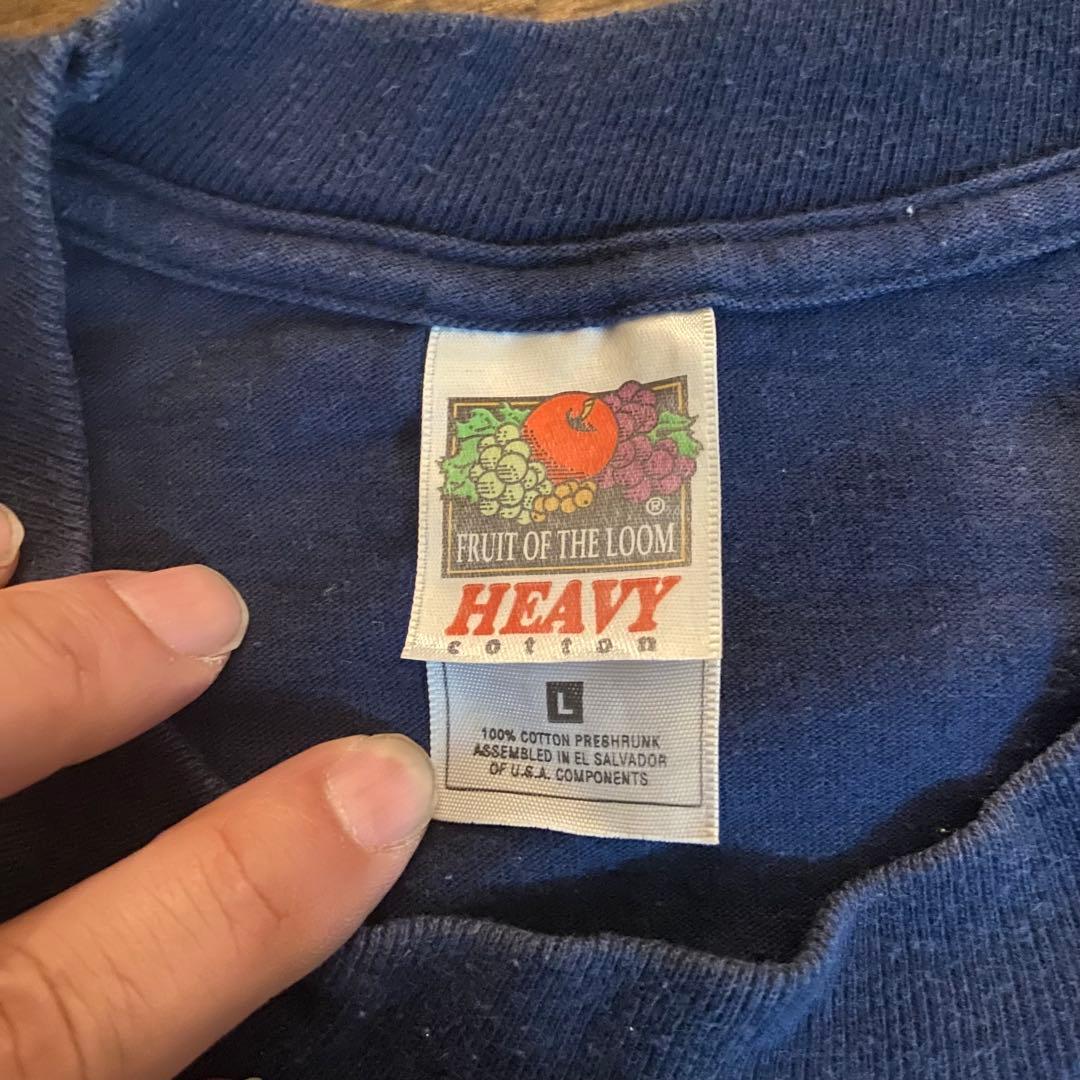 ®
FRUIT OF THE LOOM
HEAVY
cotton
L
100% COTTON PRESHRUNK
ASSEMBLED IN EL SALVADOR
OF U.S.A. COMPONENTS